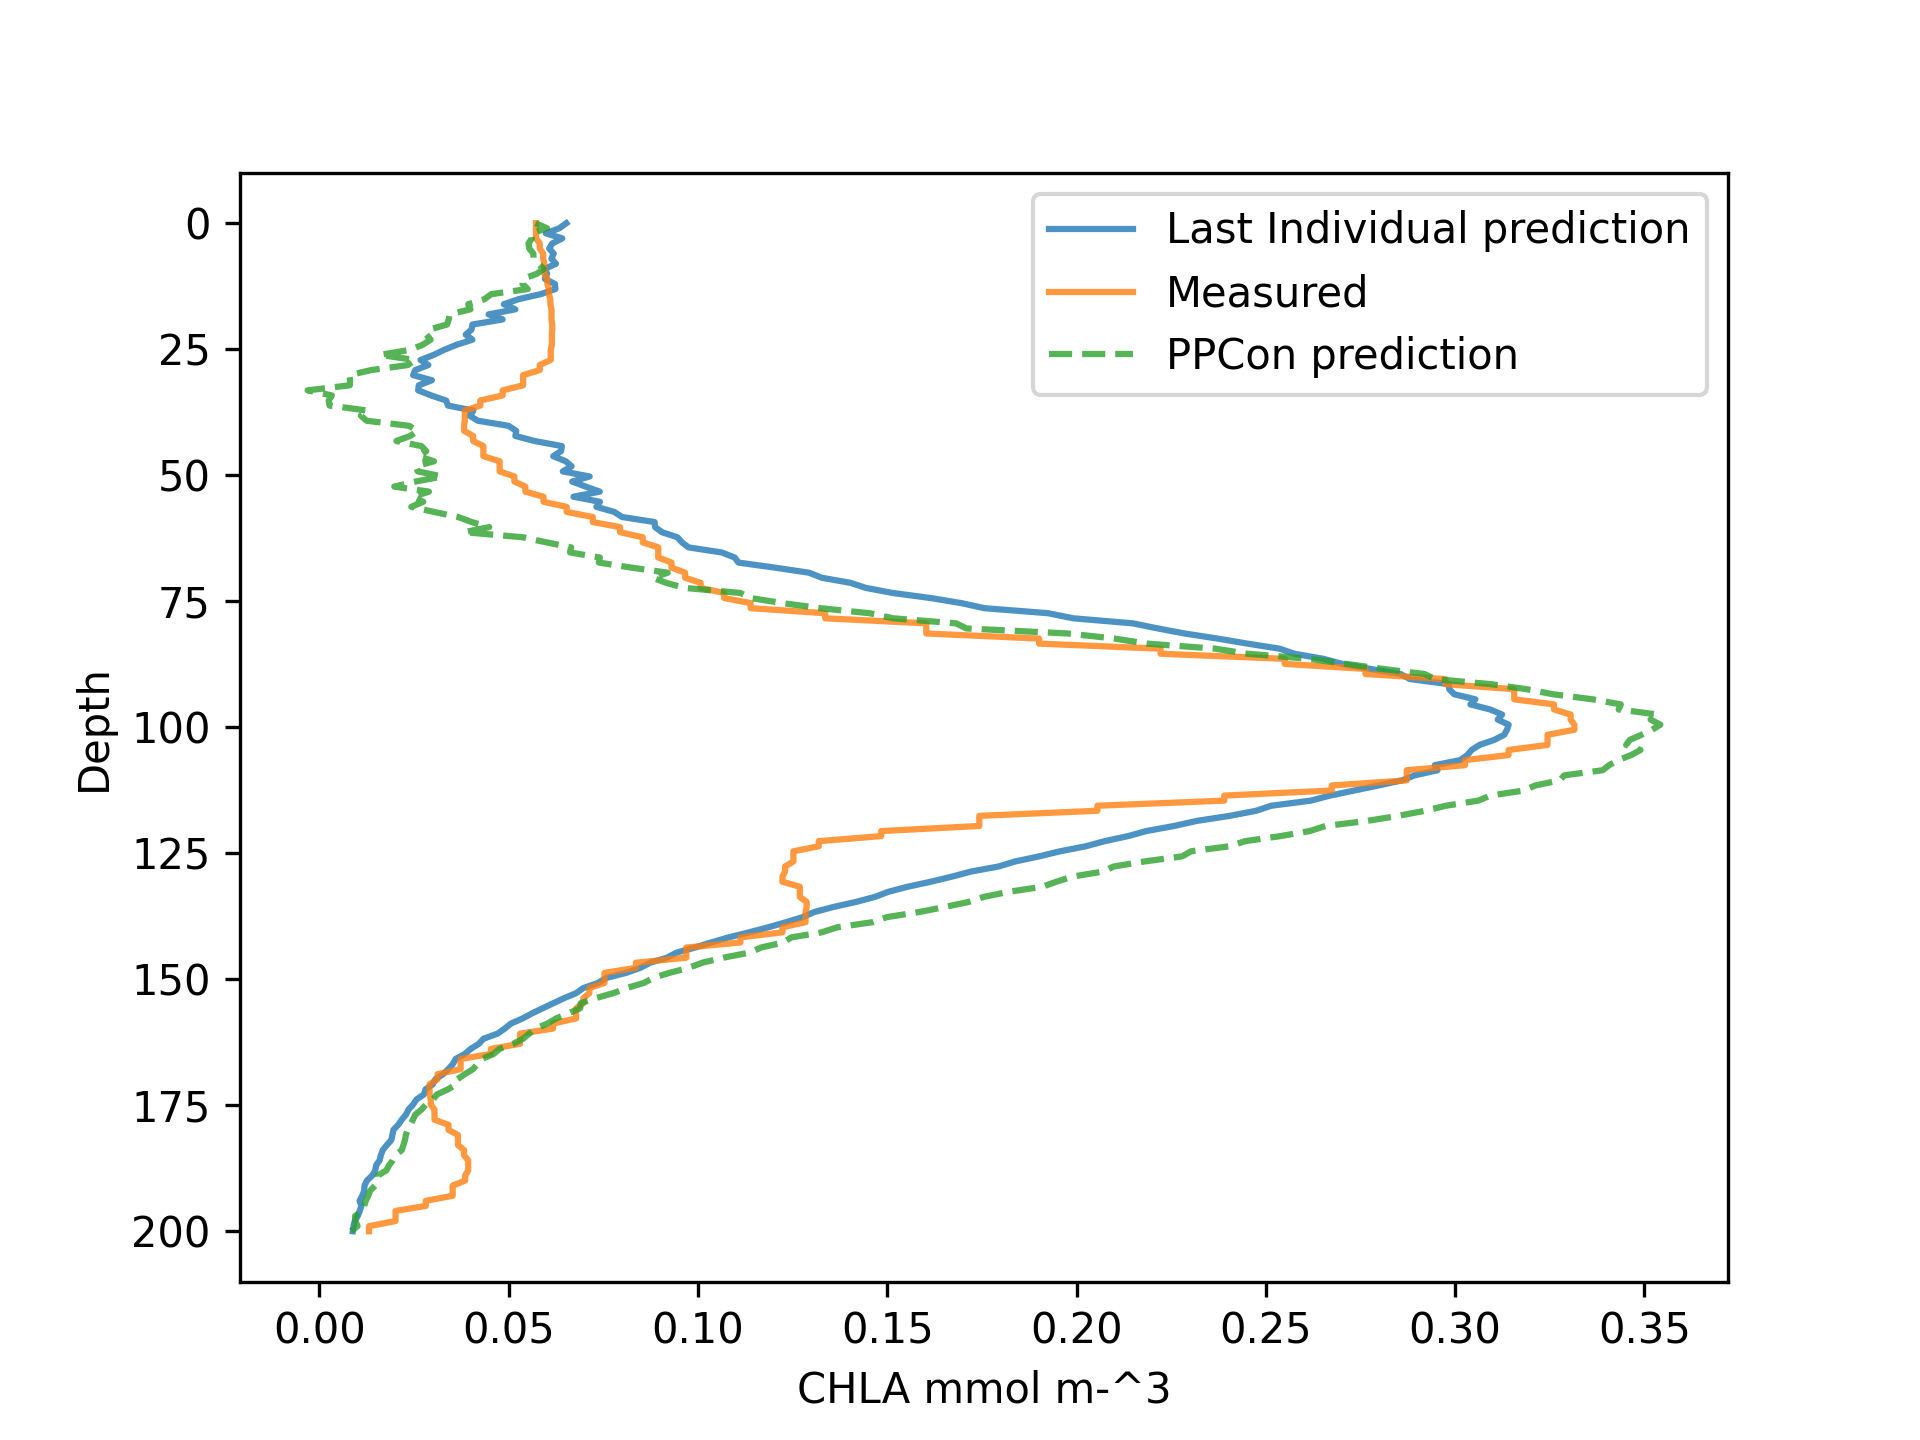 Last Individual prediction
Measured
PPCon prediction
0
25
50
75
100
125
150
175
200
Depth
0.00 0.05 0.10 0.15 0.20 0.25 0.30 0.35
CHLA mmol m-^3